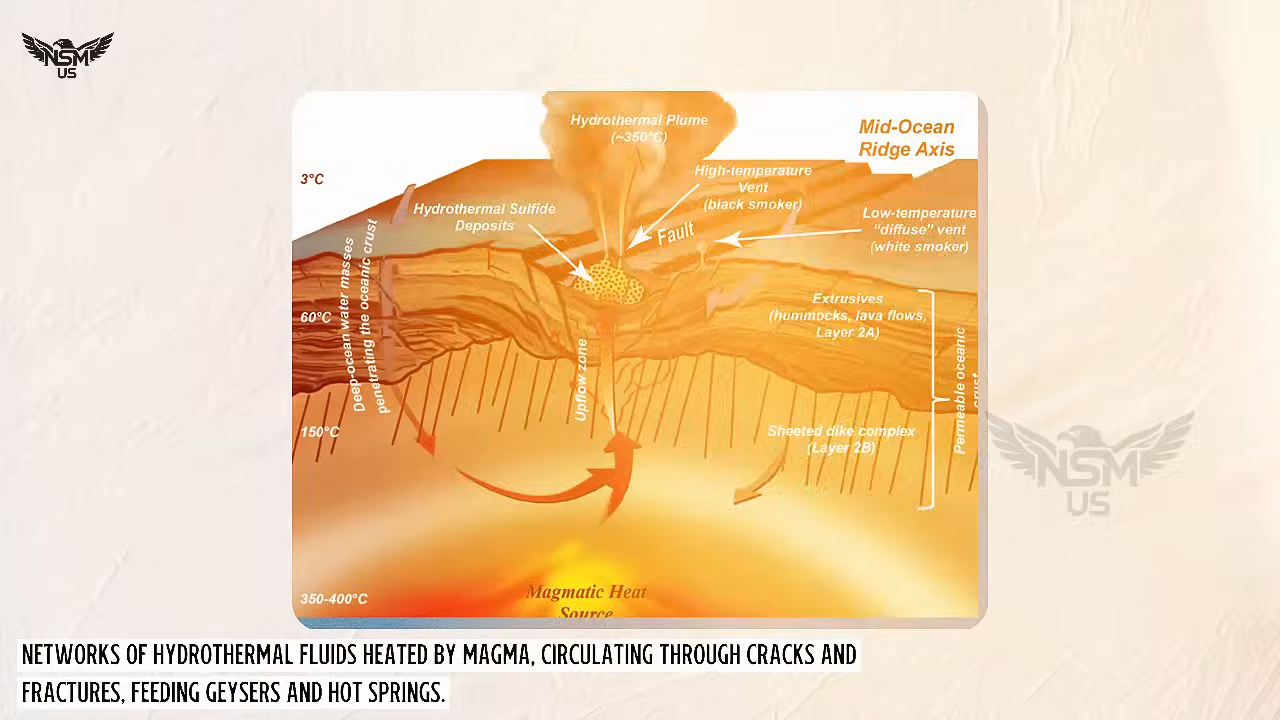 NSM
US
Hydrothermal Plume
(~350°C)
Mid-Ocean
Ridge Axis
3°C
High-temperature
Vent
(black smoker)
Hydrothermal Sulfide
Deposits
Fault
Low-temperature
“diffuse” vent
(white smoker)
Deep-ocean water masses
penetrating the oceanic crust
60°C
Extrusives
(hummocks, lava flows,
Layer 2A)
Upflow zone
Permeable oceanic
crust
150°C
Sheeted dike complex
(Layer 2B)
NSM
US
350-400°C
Magmatic Heat
Source
NETWORKS OF HYDROTHERMAL FLUIDS HEATED BY MAGMA, CIRCULATING THROUGH CRACKS AND
FRACTURES, FEEDING GEYSERS AND HOT SPRINGS.